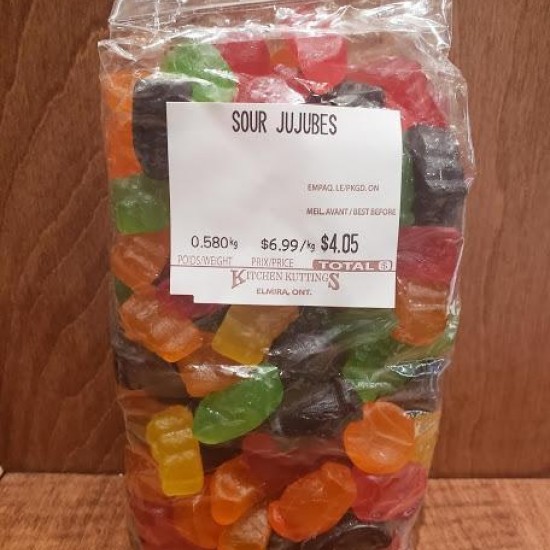 SOUR JUJUBES
EMPAQ. LE/PKGD. ON
MEIL. AVANT / BEST BEFORE
0.580kg $6.99/kg $4.05
POIDS/WEIGHT PRIX/PRICE TOTAL $
KITCHEN KUTTINGS
ELMIRA, ONT.